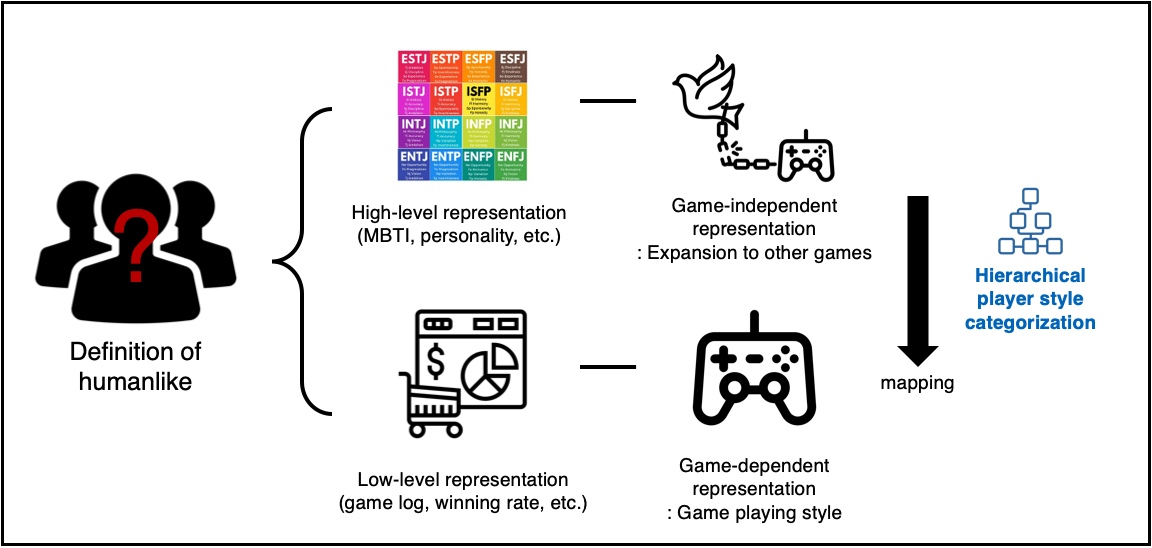 ESTJ ESTP ESFP ESFJ
ISTJ ISTP ISFP ISFJ
INTJ INTP INFP INFJ
ENTJ ENTP ENFP ENFJ
?
Definition of
humanlike
High-level representation
(MBTI, personality, etc.)
Game-independent
representation
: Expansion to other games
Hierarchical
player style
categorization
mapping
$
Low-level representation
(game log, winning rate, etc.)
Game-dependent
representation
: Game playing style